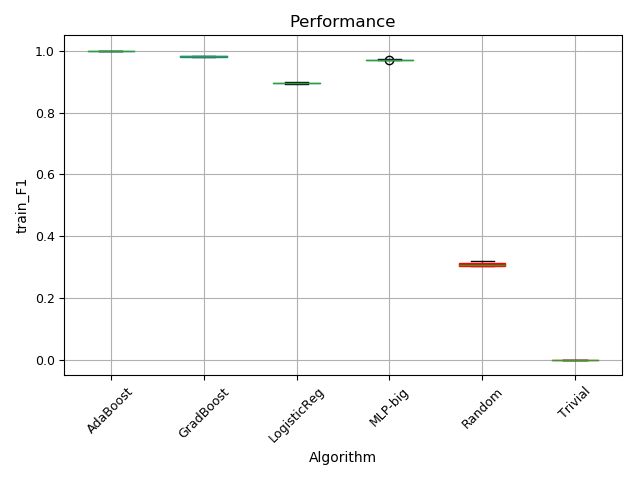 Performance
train_F1
1.0
0.8
0.6
0.4
0.2
0.0
AdaBoost
GradBoost
LogisticReg
MLP-big
Random
Trivial
Algorithm